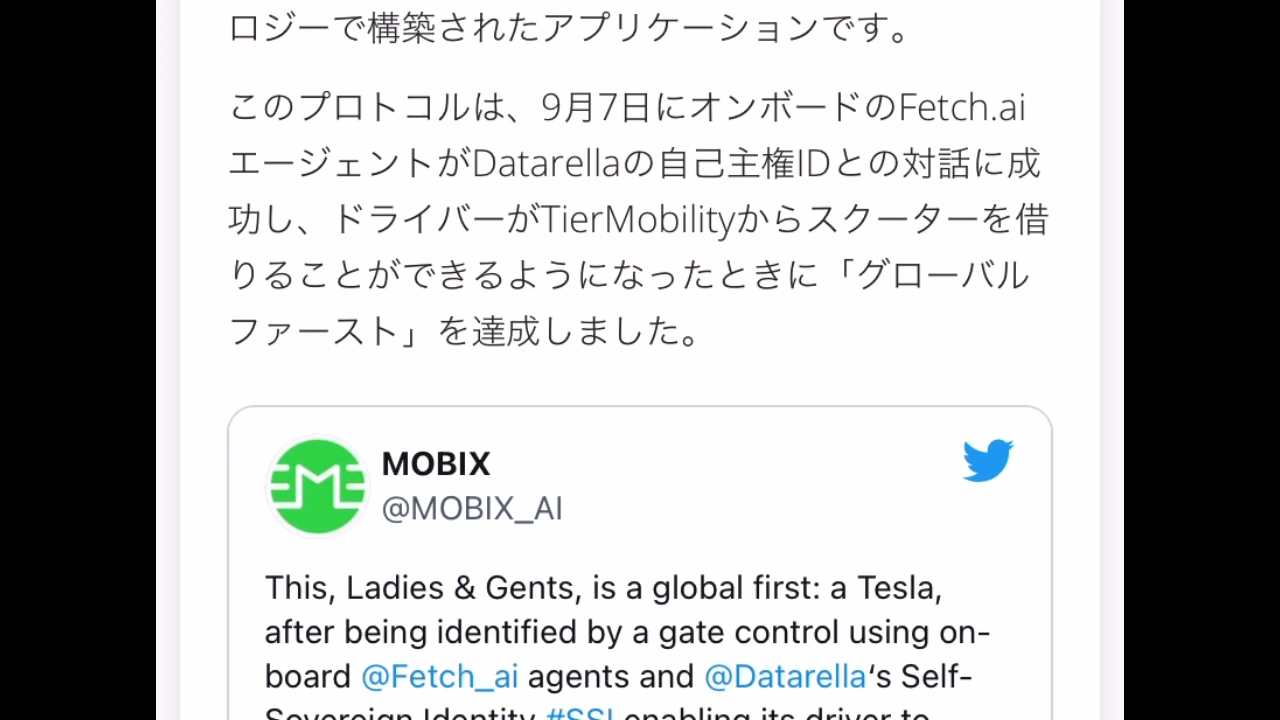 ロジーで構築されたアプリケーションです。
このプロトコルは、9月7日にオンボードのFetch.ai
エージェントがDatarellaの自己主権IDとの対話に成
功し、ドライバーがTierMobilityからスクーターを借
りることができるようになったときに「グローバル
ファースト」を達成しました。
MOBIX
@MOBIX_AI
This, Ladies & Gents, is a global first: a Tesla,
after being identified by a gate control using on-
board @Fetch_ai agents and @Datarella‘s Self-
Sovereign Identity #SSI enabling its driver to